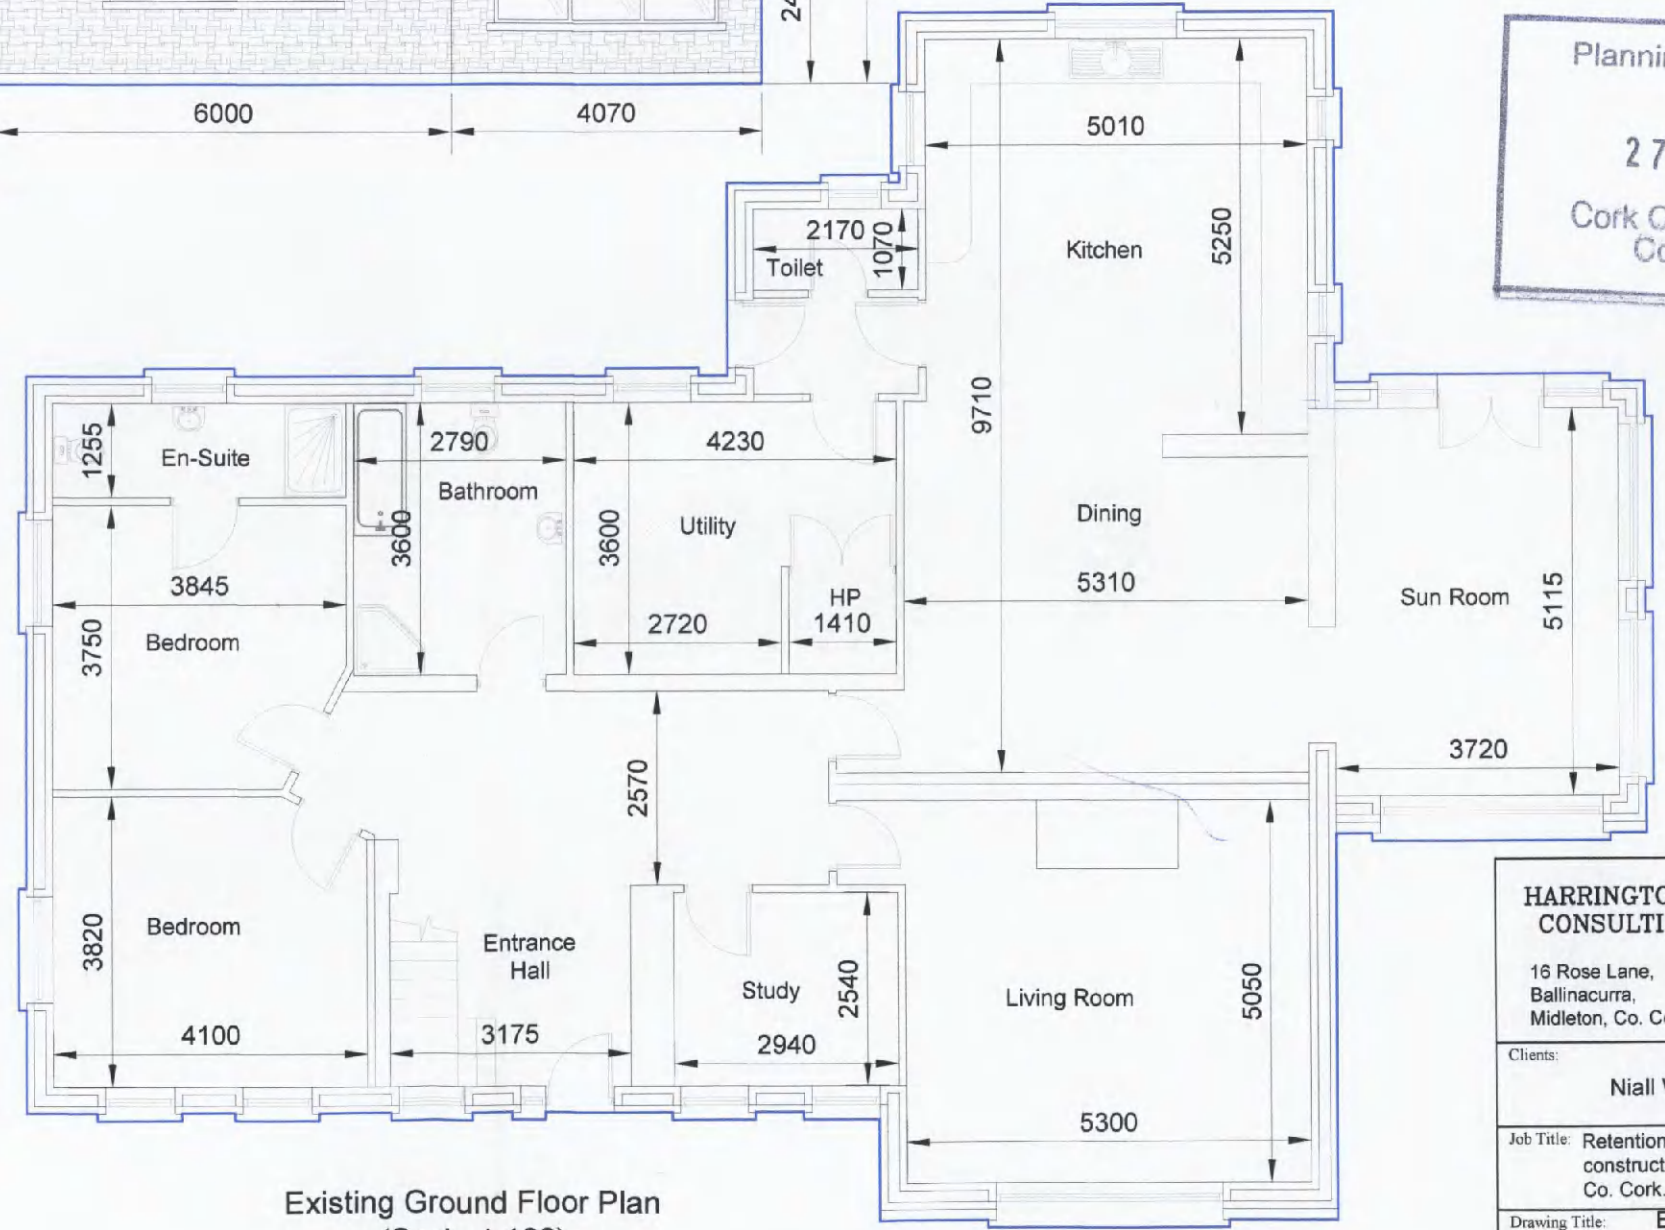 24
6000
4070
Plannin
27
Cork C
Co
5010
5250
Kitchen
2170
1070
Toilet
9710
1255
En-Suite
2790
Bathroom
3600
4230
Utility
3600
Dining
5310
Sun Room
5115
3845
3750
Bedroom
2720
HP
1410
3720
2570
3820
Bedroom
4100
Entrance
Hall
3175
Study
2540
2940
Living Room
5050
5300
Existing Ground Floor Plan
HARRINGTO
CONSULTI
16 Rose Lane,
Ballinacurra,
Midleton, Co. Co
Clients:
Niall
Job Title: Retention
construct
Co. Cork.
Drawing Title: E